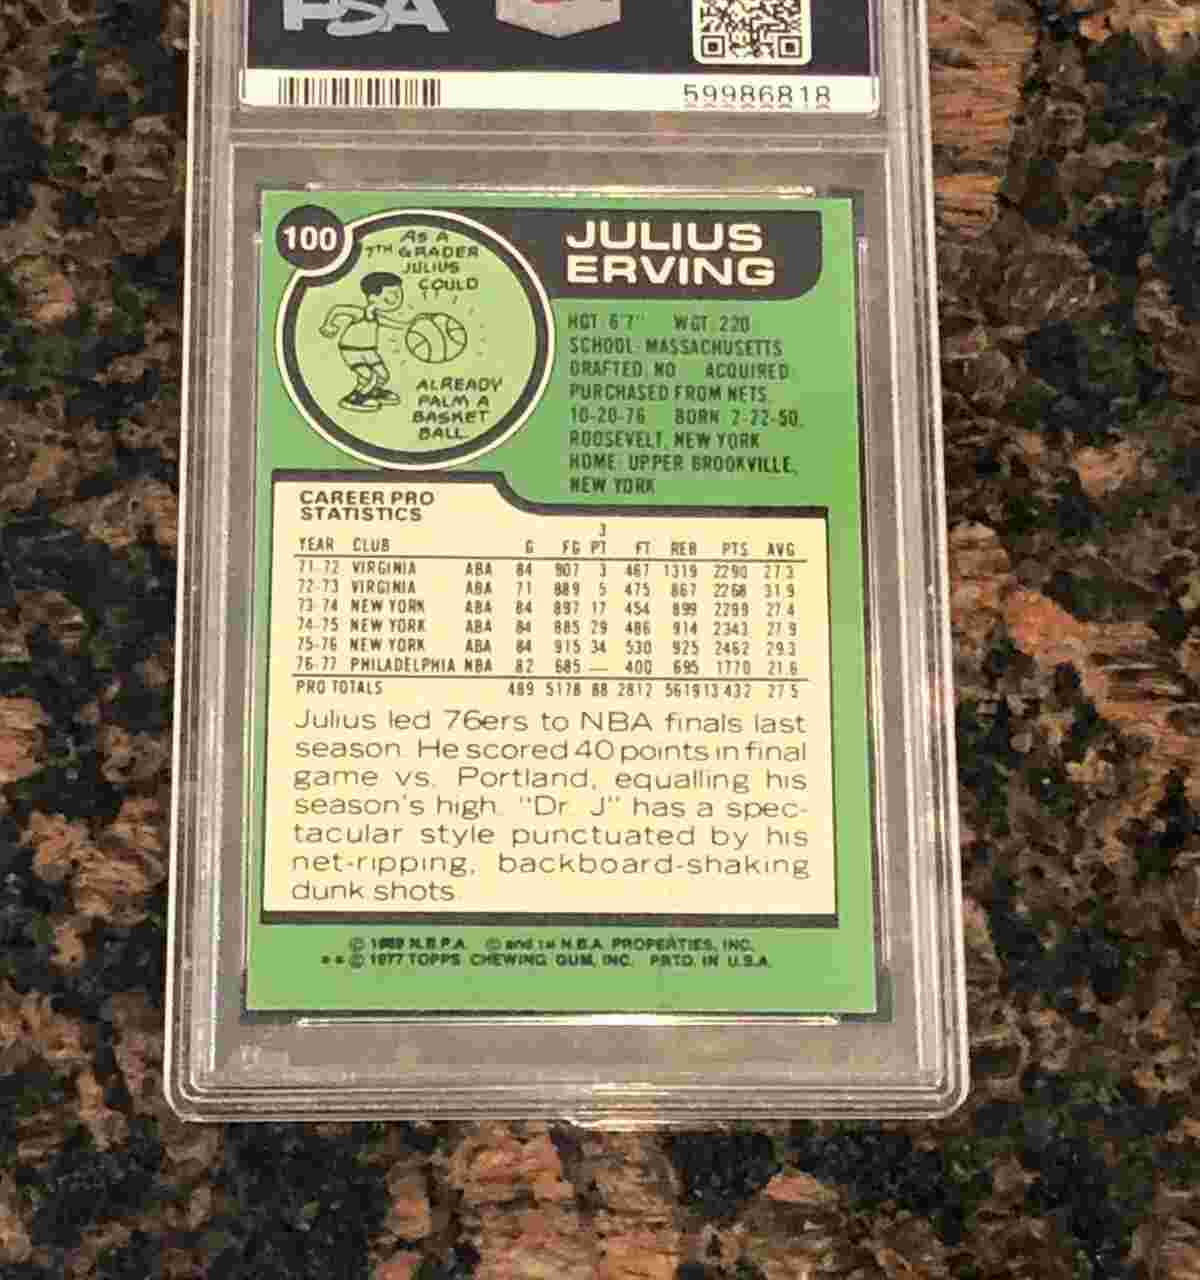 PSA
59986818
100
AS A
7TH GRADER
JULIUS
COULD
ALREADY
PALM A
BASKET
BALL.
JULIUS
ERVING
HGT: 6'7" WGT: 220
SCHOOL: MASSACHUSETTS
DRAFTED: NO ACQUIRED:
PURCHASED FROM NETS,
10-20-76 BORN 2-22-50,
ROOSEVELT, NEW YORK
HOME: UPPER BROOKVILLE,
NEW YORK
CAREER PRO
STATISTICS
YEAR CLUB G FG 3 PT FT REB PTS AVG
71-72 VIRGINIA ABA 84 907 3 467 1319 2290 27.3
72-73 VIRGINIA ABA 71 889 5 475 867 2268 31.9
73-74 NEW YORK ABA 84 897 17 454 899 2299 27.4
74-75 NEW YORK ABA 84 885 29 486 914 2343 27.9
75-76 NEW YORK ABA 84 915 34 530 925 2462 29.3
76-77 PHILADELPHIA NBA 82 685 — 400 695 1770 21.6
PRO TOTALS 489 5178 88 2812 5619 13,432 27.5
Julius led 76ers to NBA finals last
season. He scored 40 points in final
game vs. Portland, equalling his
season's high. "Dr. J" has a spec-
tacular style punctuated by his
net-ripping, backboard-shaking
dunk shots.
© N.B.P.A. © and N.B.A. PROPERTIES, INC.
** © 1977 TOPPS CHEWING GUM, INC. PRTD. IN U.S.A.